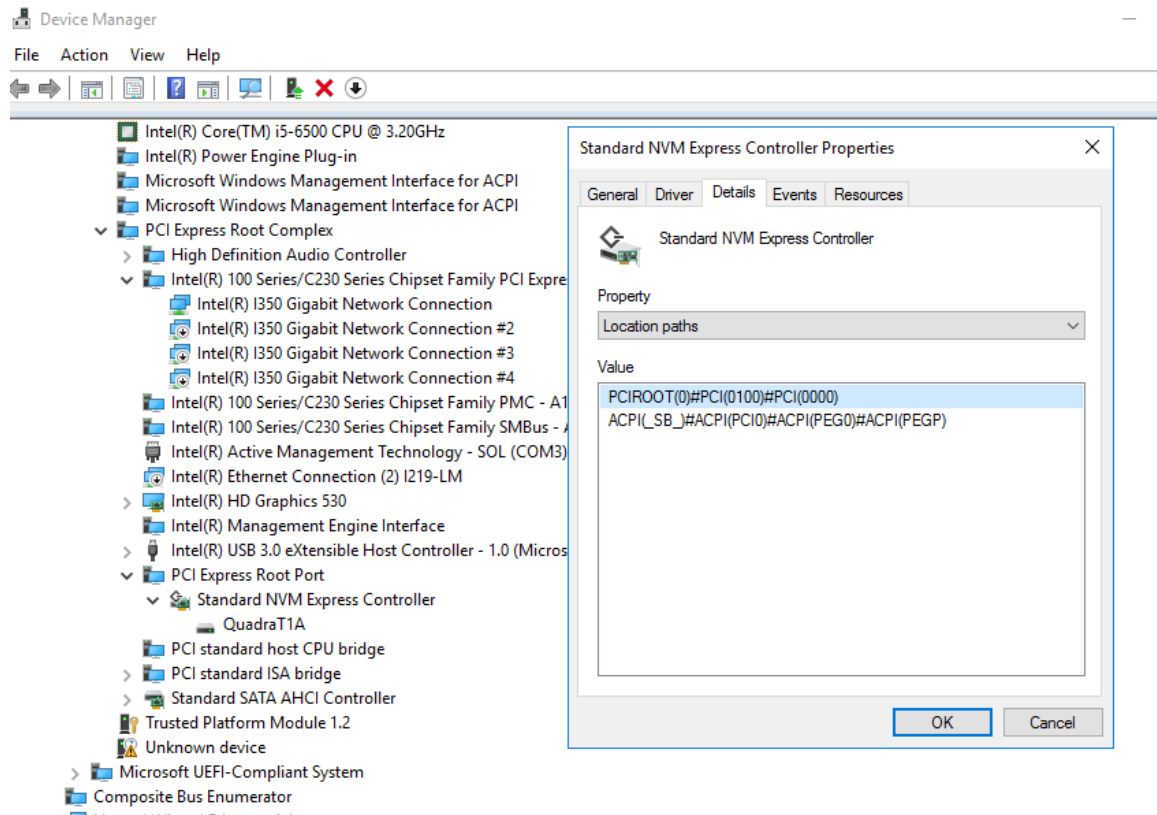 Device Manager
File Action View Help
Intel(R) Core(TM) i5-6500 CPU @ 3.20GHz
Intel(R) Power Engine Plug-in
Microsoft Windows Management Interface for ACPI
Microsoft Windows Management Interface for ACPI
PCI Express Root Complex
High Definition Audio Controller
Intel(R) 100 Series/C230 Series Chipset Family PCI Expre
Intel(R) I350 Gigabit Network Connection
Intel(R) I350 Gigabit Network Connection #2
Intel(R) I350 Gigabit Network Connection #3
Intel(R) I350 Gigabit Network Connection #4
Intel(R) 100 Series/C230 Series Chipset Family PMC - A1
Intel(R) 100 Series/C230 Series Chipset Family SMBus -
Intel(R) Active Management Technology - SOL (COM3)
Intel(R) Ethernet Connection (2) I219-LM
Intel(R) HD Graphics 530
Intel(R) Management Engine Interface
Intel(R) USB 3.0 eXtensible Host Controller - 1.0 (Micros
PCI Express Root Port
Standard NVM Express Controller
QuadraT1A
PCI standard host CPU bridge
PCI standard ISA bridge
Standard SATA AHCI Controller
Trusted Platform Module 1.2
Unknown device
Microsoft UEFI-Compliant System
Composite Bus Enumerator
Standard NVM Express Controller Properties
General Driver Details Events Resources
Standard NVM Express Controller
Property
Location paths
Value
PCIROOT(0)#PCI(0100)#PCI(0000)
ACPI(_SB_)#ACPI(PCI0)#ACPI(PEG0)#ACPI(PEGP)
OK Cancel